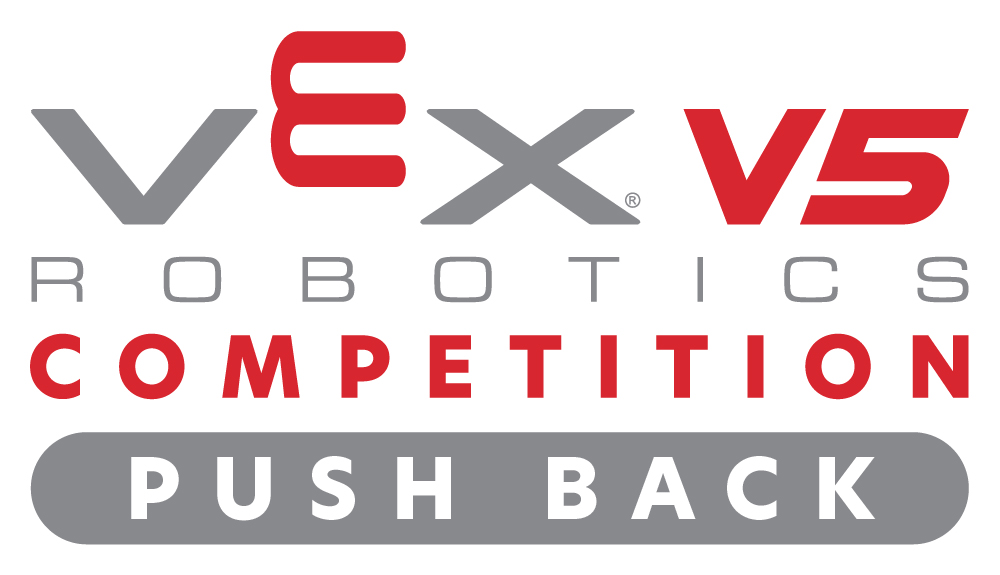 VEX® V5
ROBOTICS
COMPETITION
PUSH BACK